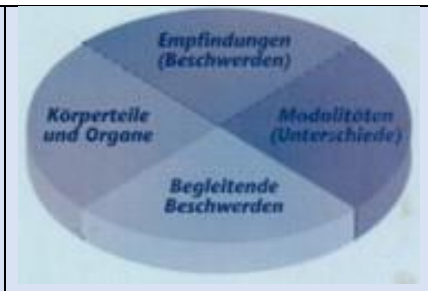 Empfindungen
(Beschwerden)
Körperteile
und Organe
Modalitäten
(Unterschiede)
Begleitende
Beschwerden